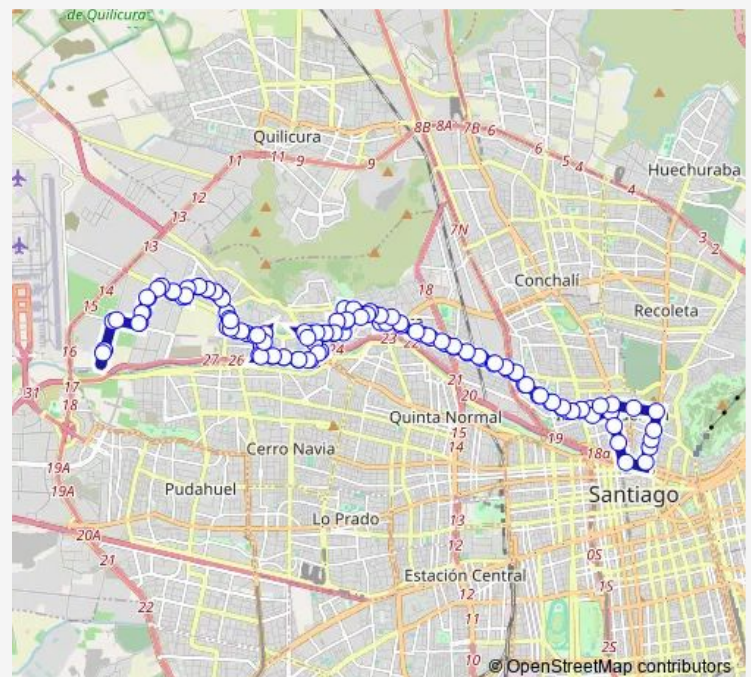 de Quilicura
Quilicura
8B 8A 7B 6
11 11 9 9
6
5
4
4
Huechuraba
12
13
13
3
2
7N
14
15
18
Conchalí
Recoleta
16
27 26
24
23 22
31
17
18
21
20
Quinta Normal
15
14
19
18a
Cerro Navia
19A
Pudahuel
Santiago
19A
Lo Prado
13
20A
21
12
0S
22
Estación Central
1S
12
11
10
2S
© OpenStreetMap contributors